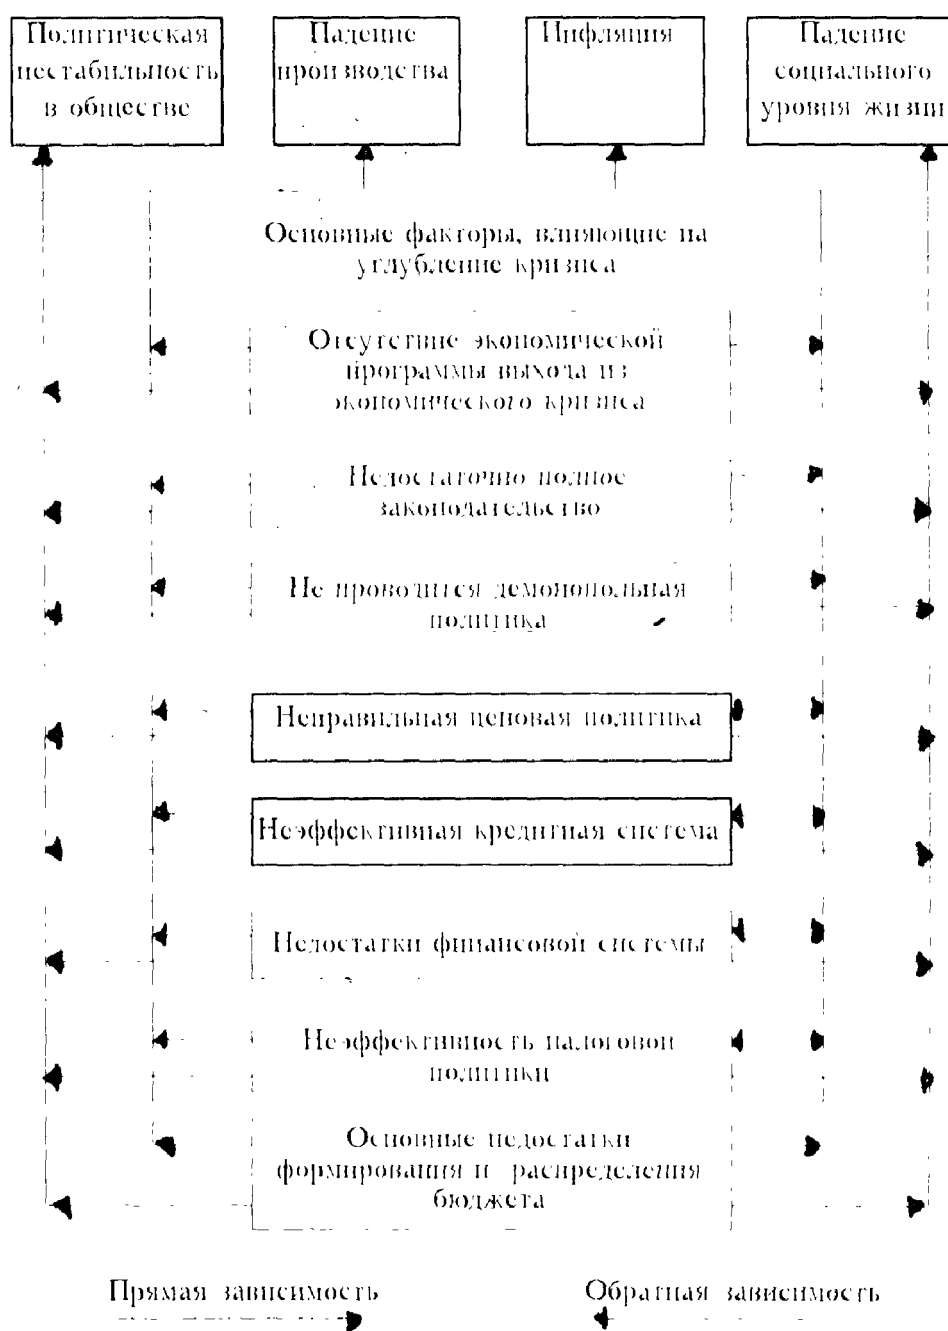 Политическая
нестабильность
в обществе
Падение
производства
Инфляция
Падение
социального
уровня жизни
Основные факторы, влияющие на
углубление кризиса
Отсутствие экономической
программы выхода из
экономического кризиса
Недостаточно полное
законодательство
Не проводится демонопольная
политика
Неправильная ценовая политика
Неэффективная кредитная система
Недостатки финансовой системы
Неэффективность налоговой
политики
Основные недостатки
формирования и распределения
бюджета
Прямая зависимость
Обратная зависимость